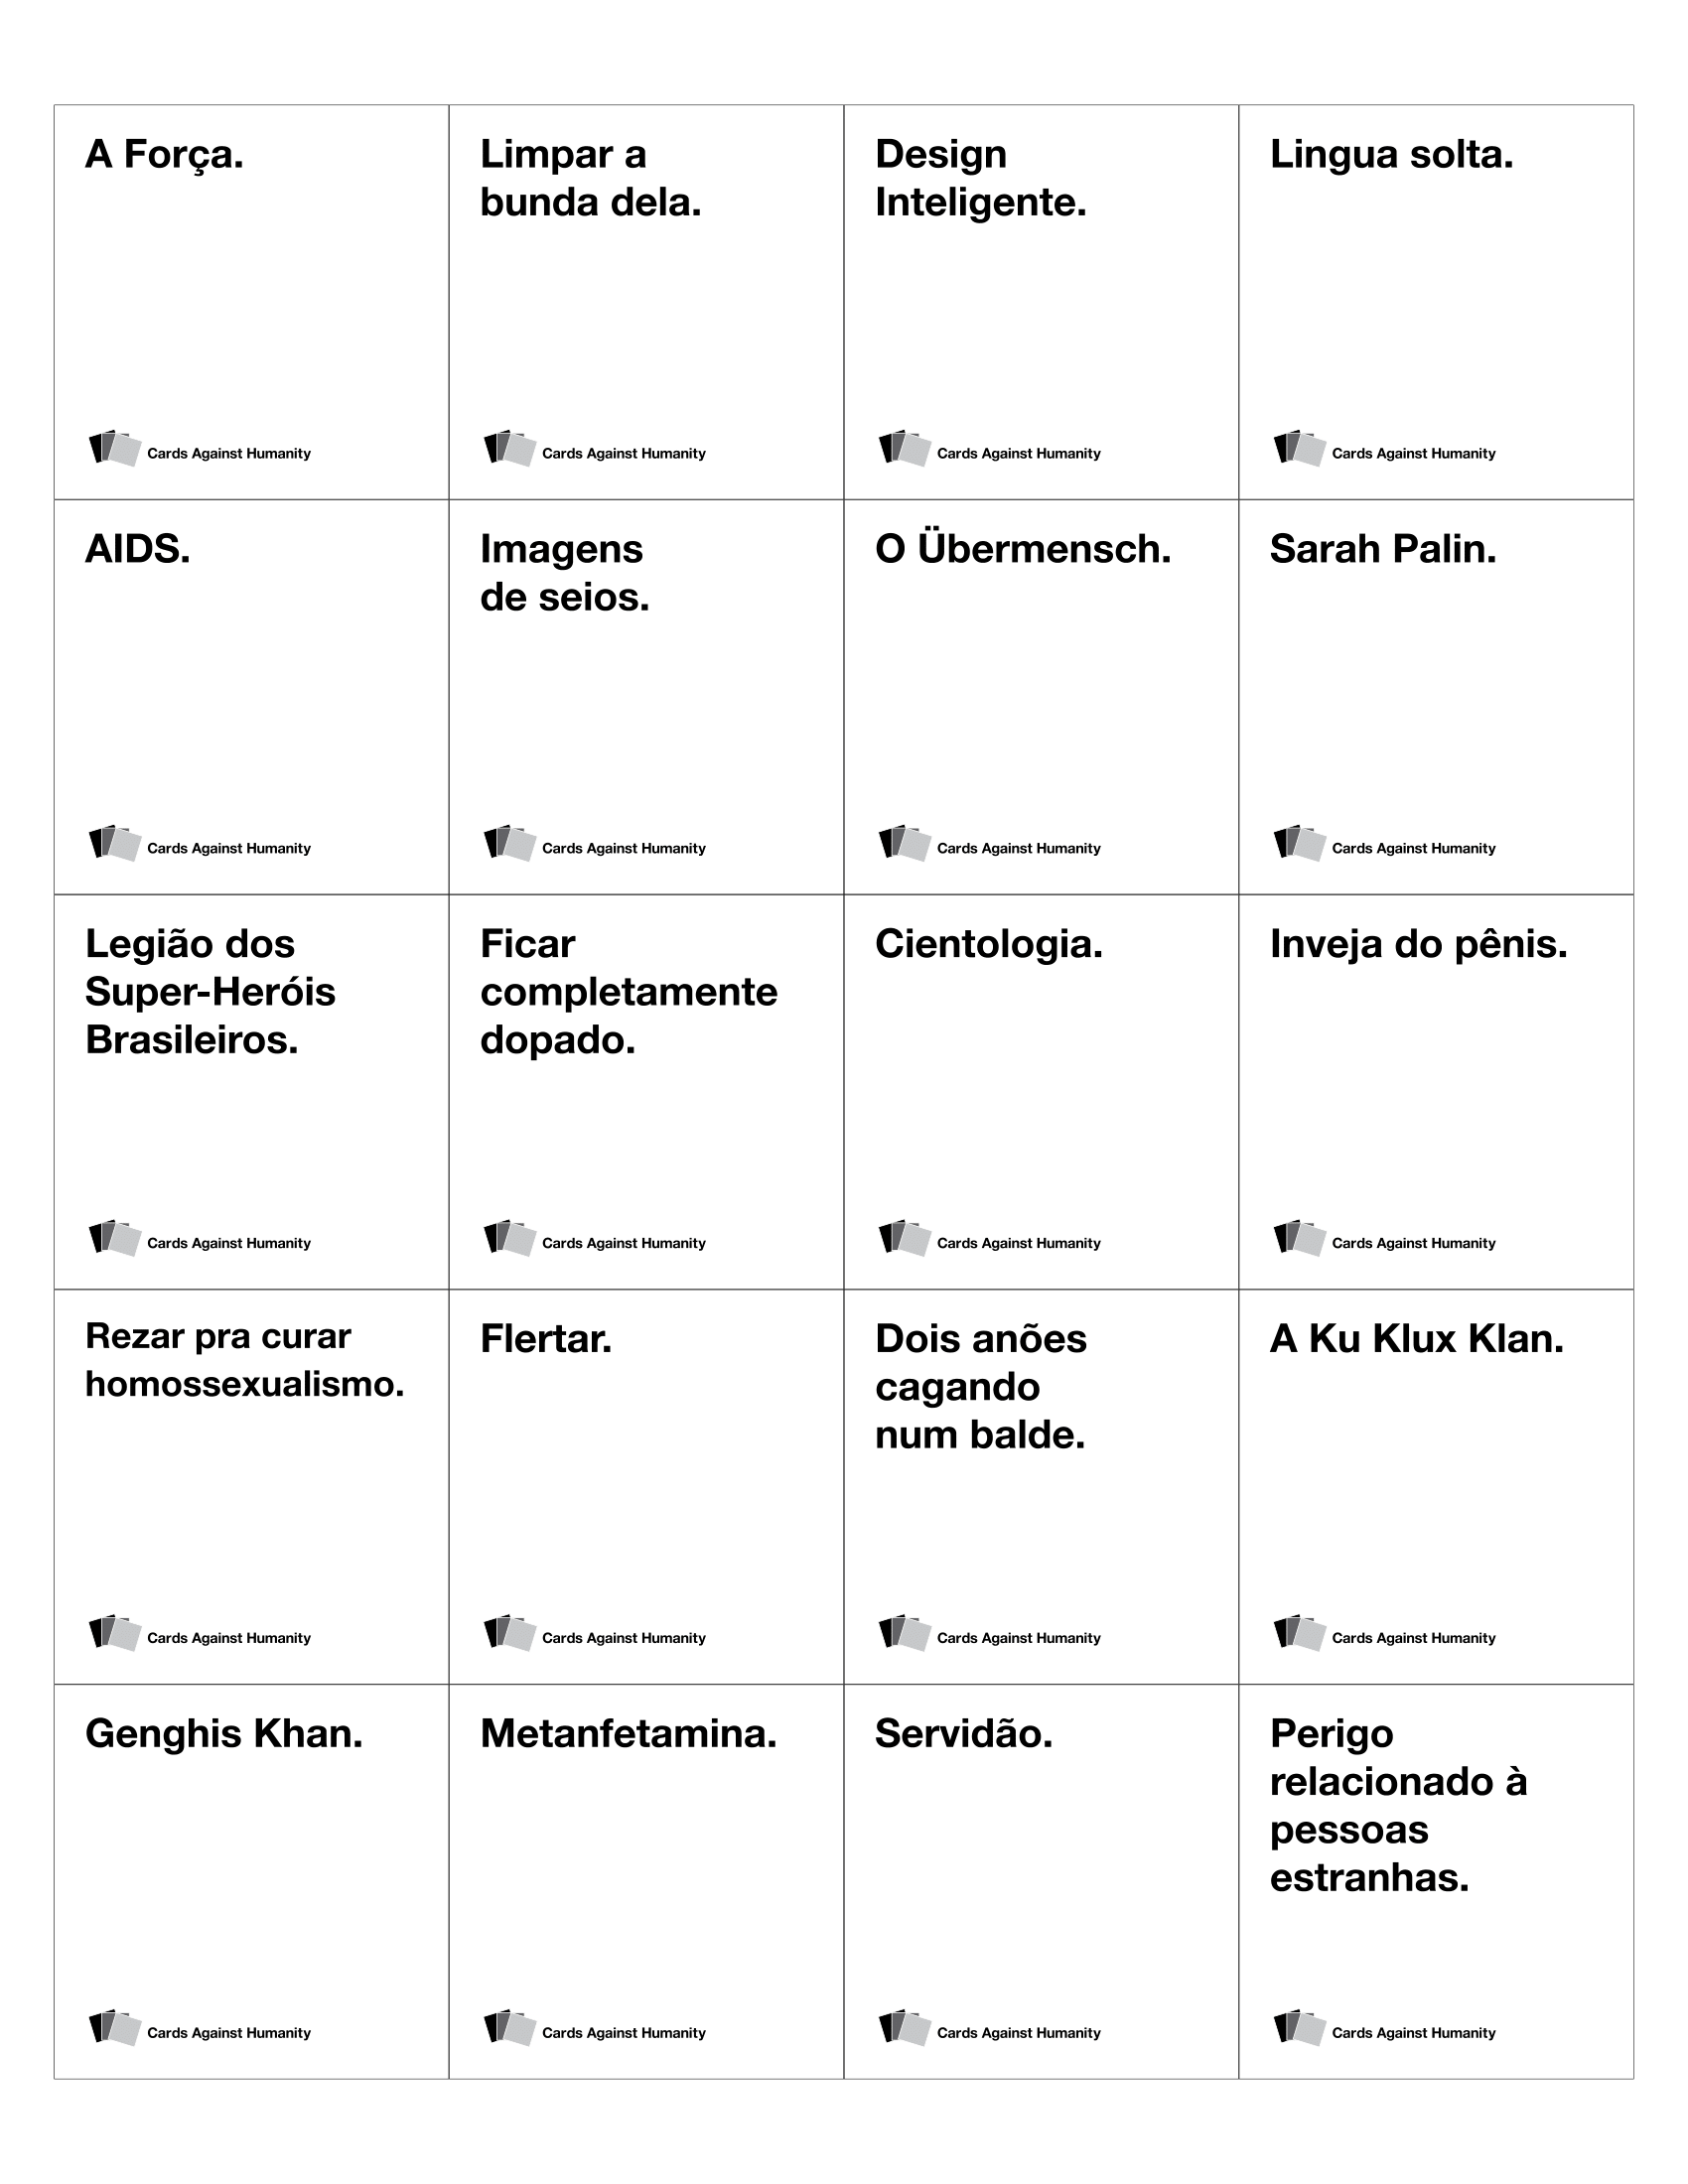 A Força.
Cards Against Humanity
Limpar a
bunda dela.
Cards Against Humanity
Design
Inteligente.
Cards Against Humanity
Lingua solta.
Cards Against Humanity
AIDS.
Cards Against Humanity
Imagens
de seios.
Cards Against Humanity
O Übermensch.
Cards Against Humanity
Sarah Palin.
Cards Against Humanity
Legião dos
Super-Heróis
Brasileiros.
Cards Against Humanity
Ficar
completamente
dopado.
Cards Against Humanity
Cientologia.
Cards Against Humanity
Inveja do pênis.
Cards Against Humanity
Rezar pra curar
homossexualismo.
Cards Against Humanity
Flertar.
Cards Against Humanity
Dois anões
cagando
num balde.
Cards Against Humanity
A Ku Klux Klan.
Cards Against Humanity
Genghis Khan.
Cards Against Humanity
Metanfetamina.
Cards Against Humanity
Servidão.
Cards Against Humanity
Perigo
relacionado à
pessoas
estranhas.
Cards Against Humanity